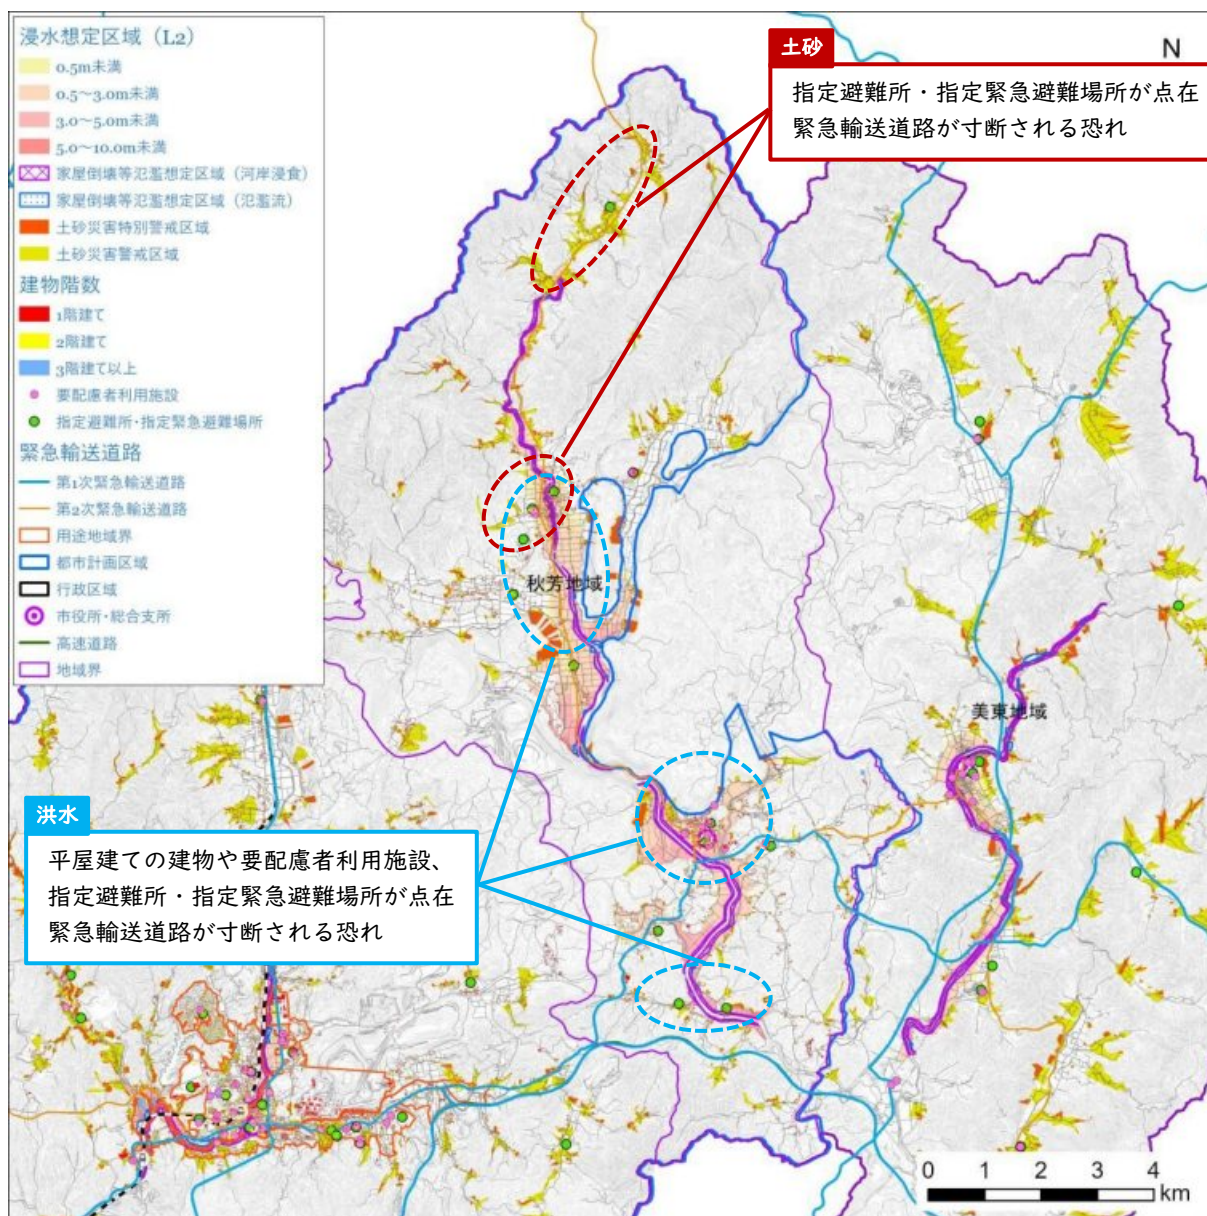 浸水想定区域（L2）
0.5m未満
0.5～3.0m未満
3.0～5.0m未満
5.0～10.0m未満
家屋倒壊等氾濫想定区域（河岸浸食）
家屋倒壊等氾濫想定区域（氾濫流）
土砂災害特別警戒区域
土砂災害警戒区域
建物階数
1階建て
2階建て
3階建て以上
要配慮者利用施設
指定避難所・指定緊急避難場所
緊急輸送道路
第1次緊急輸送道路
第2次緊急輸送道路
用途地域界
都市計画区域
行政区域
市役所・総合支所
高速道路
地域界
土砂
指定避難所・指定緊急避難場所が点在
緊急輸送道路が寸断される恐れ
N
秋芳地域
美東地域
洪水
平屋建ての建物や要配慮者利用施設、
指定避難所・指定緊急避難場所が点在
緊急輸送道路が寸断される恐れ
0 1 2 3 4
km